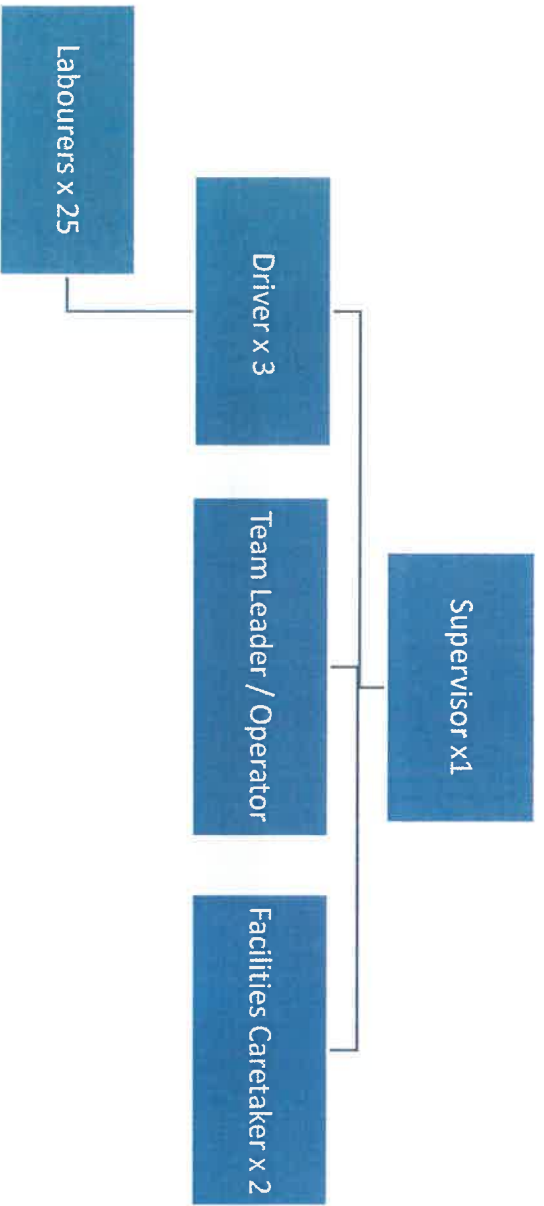 Supervisor x1
Driver x 3
Team Leader / Operator
Facilities Caretaker x 2
Labourers x 25